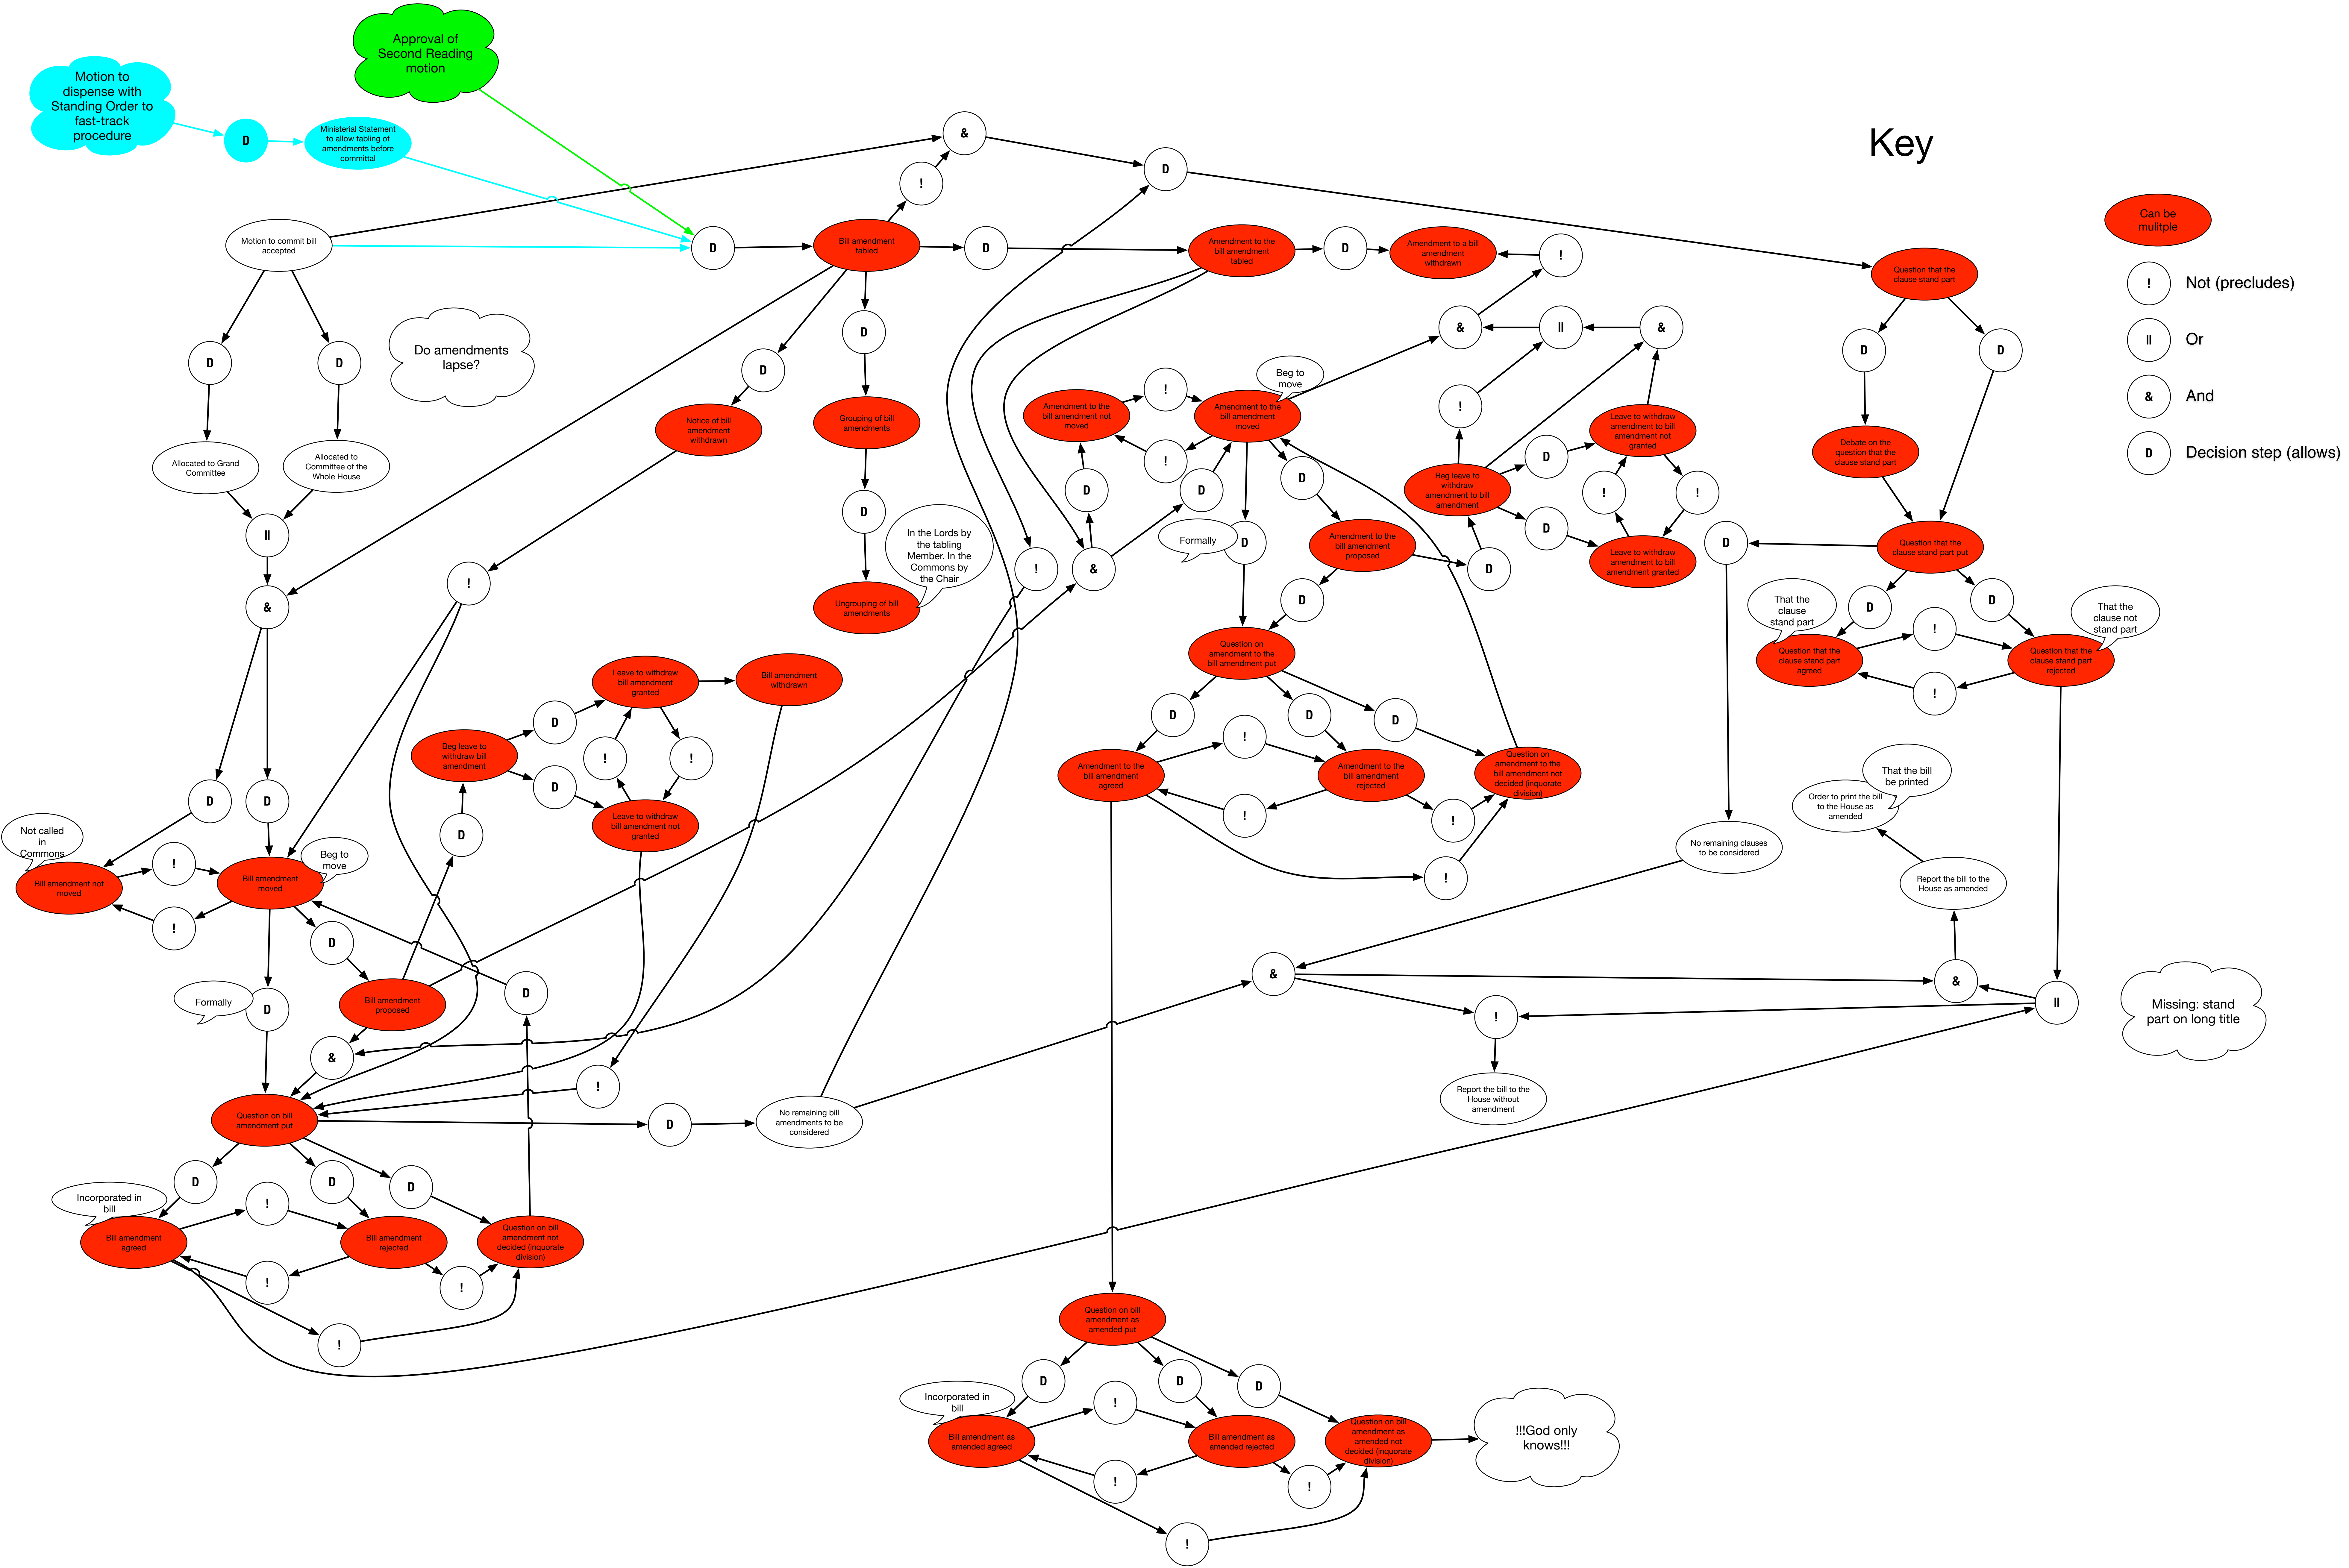 Approval of
Second Reading
motion
Motion to
dispense with
Standing Order to
fast-track
procedure
D
Ministerial Statement
to allow tabling of
amendments before
committal
&
!
D
Key
Can be
mulitple
!
Not (precludes)
||
Or
&
And
D
Decision step (allows)
Motion to commit bill
accepted
D
Bill amendment
tabled
D
Amendment to the
bill amendment
tabled
D
Amendment to a bill
amendment
withdrawn
!
Question that the
clause stand part
D
D
Do amendments
lapse?
D
D
&
||
&
D
D
Allocated to Grand
Committee
Allocated to
Committee of the
Whole House
||
&
Notice of bill
amendment
withdrawn
Grouping of bill
amendments
D
In the Lords by
the tabling
Member. In the
Commons by
the Chair
Ungrouping of bill
amendments
!
Amendment to the
bill amendment not
moved
!
!
Beg to
move
Amendment to the
bill amendment
moved
D
D
D
!
&
Formally
D
Amendment to the
bill amendment
proposed
D
D
!
Beg leave to
withdraw
amendment to bill
amendment
D
D
Leave to withdraw
amendment to bill
amendment not
granted
!
!
Leave to withdraw
amendment to bill
amendment granted
Debate on the
question that the
clause stand part
D
Question that the
clause stand part put
D
D
That the
clause
stand part
Question that the
clause stand part
agreed
!
!
That the
clause not
stand part
Question that the
clause stand part
rejected
Question on
amendment to the
bill amendment put
D
D
D
Amendment to the
bill amendment
agreed
!
!
Amendment to the
bill amendment
rejected
!
!
Question on
amendment to the
bill amendment not
decided (inquorate
division)
Leave to withdraw
bill amendment
granted
Bill amendment
withdrawn
Beg leave to
withdraw bill
amendment
D
D
!
!
Leave to withdraw
bill amendment not
granted
D
D
D
Not called
in
Commons
Bill amendment not
moved
!
!
Beg to
move
Bill amendment
moved
D
Formally
D
Bill amendment
proposed
&
D
!
Question on bill
amendment put
D
No remaining bill
amendments to be
considered
D
D
D
Incorporated in
bill
Bill amendment
agreed
!
!
Bill amendment
rejected
!
!
Question on bill
amendment not
decided (inquorate
division)
No remaining clauses
to be considered
That the bill
be printed
Order to print the bill
to the House as
amended
Report the bill to the
House as amended
&
&
!
||
Report the bill to the
House without
amendment
Missing: stand
part on long title
Question on bill
amendment as
amended put
D
D
D
Incorporated in
bill
Bill amendment as
amended agreed
!
!
Bill amendment as
amended rejected
!
!
Question on bill
amendment as
amended not
decided (inquorate
division)
!!!God only
knows!!!